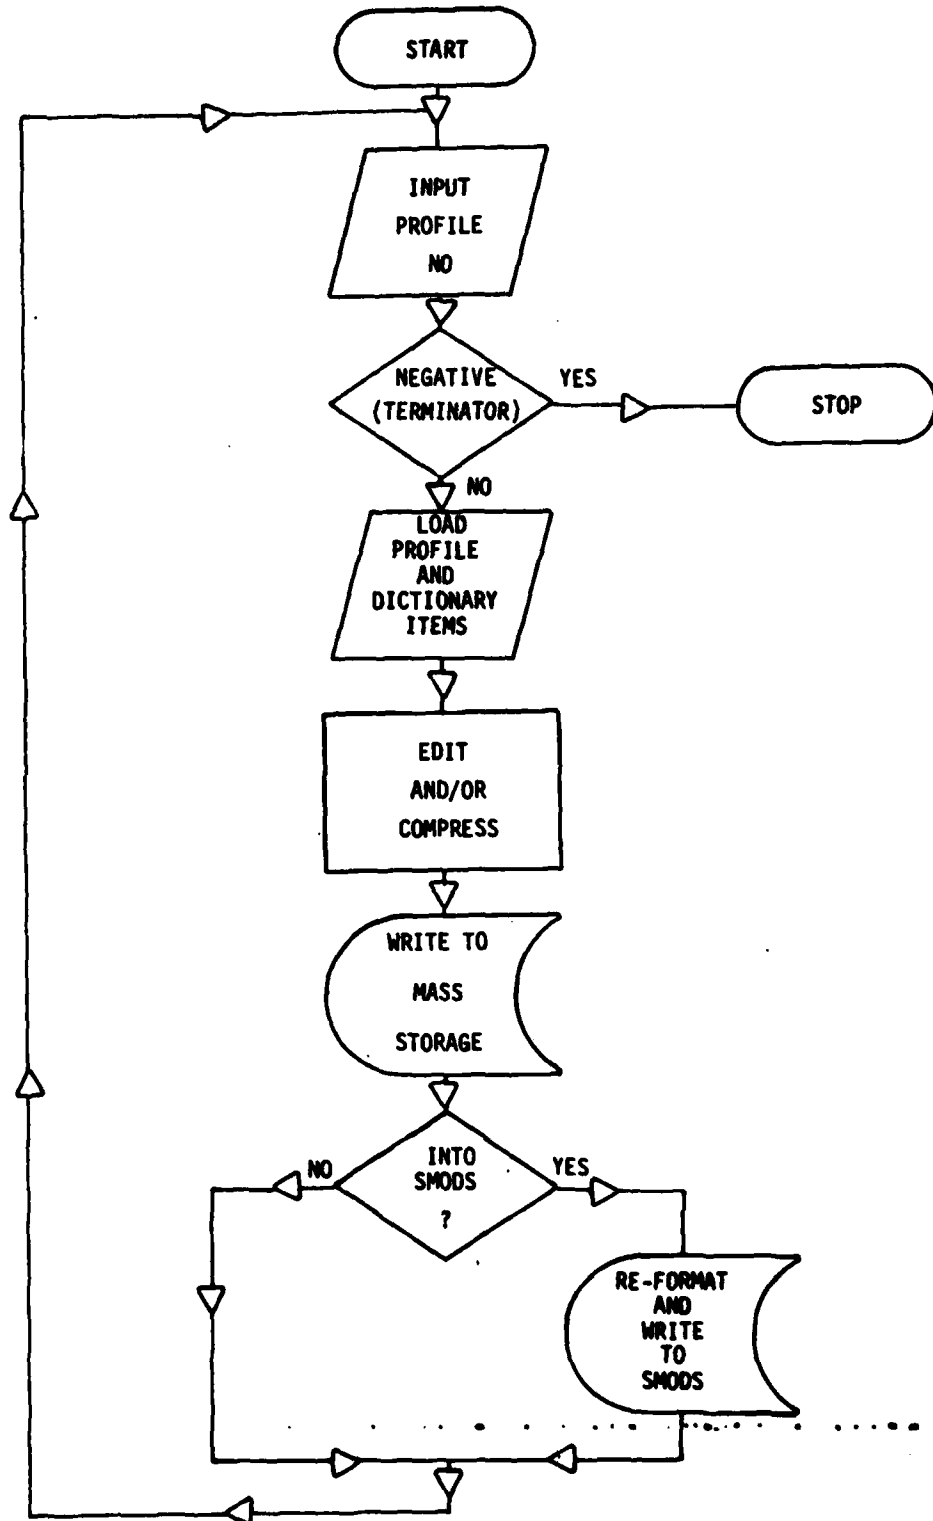 START
INPUT
PROFILE
NO
NEGATIVE
(TERMINATOR)
YES
STOP
NO
LOAD
PROFILE
AND
DICTIONARY
ITEMS
EDIT
AND/OR
COMPRESS
WRITE TO
MASS
STORAGE
INTO
SMODS
?
NO
YES
RE-FORMAT
AND
WRITE
TO
SMODS